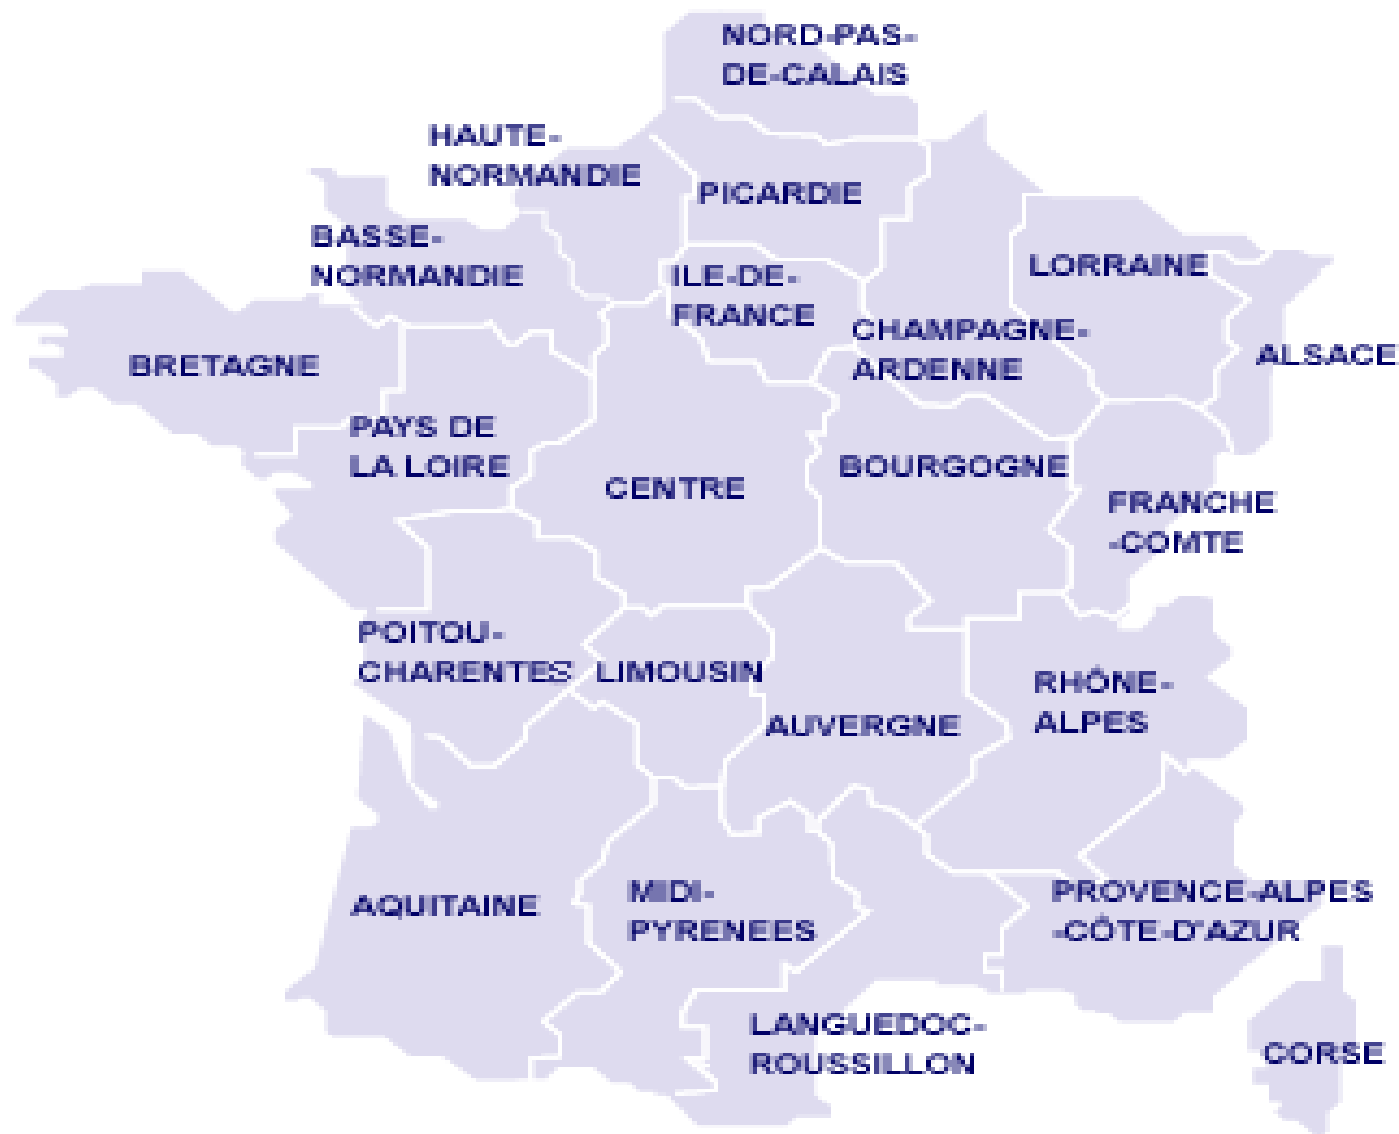 NORD-PAS-
DE-CALAIS
HAUTE-
NORMANDIE
PICARDIE
BASSE-
NORMANDIE
ILE-DE-
FRANCE
LORRAINE
CHAMPAGNE-
ARDENNE
ALSACE
BRETAGNE
PAYS DE
LA LOIRE
CENTRE
BOURGOGNE
FRANCHE
-COMTE
POITOU-
CHARENTES
LIMOUSIN
AUVERGNE
RHÔNE-
ALPES
AQUITAINE
MIDI-
PYRENEES
PROVENCE-ALPES
-CÔTE-D'AZUR
LANGUEDOC-
ROUSSILLON
CORSE